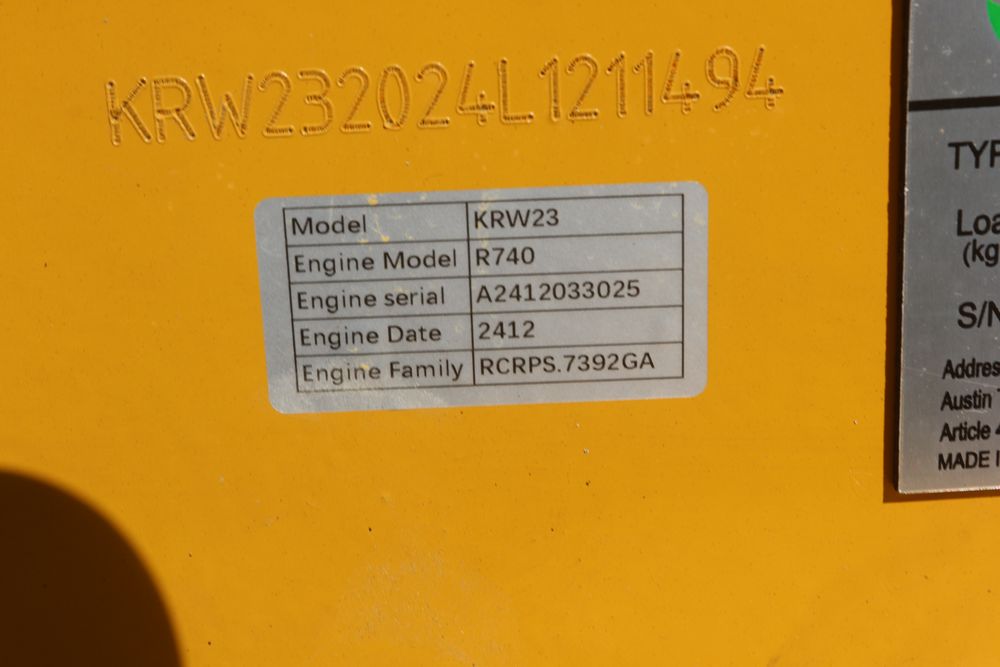 KRW232024L1211494
Model KRW23
Engine Model R740
Engine serial A2412033025
Engine Date 2412
Engine Family RCRPS.7392GA
TYP
Loa
(kg
S/N
Addres
Austin
Article 4
MADE I